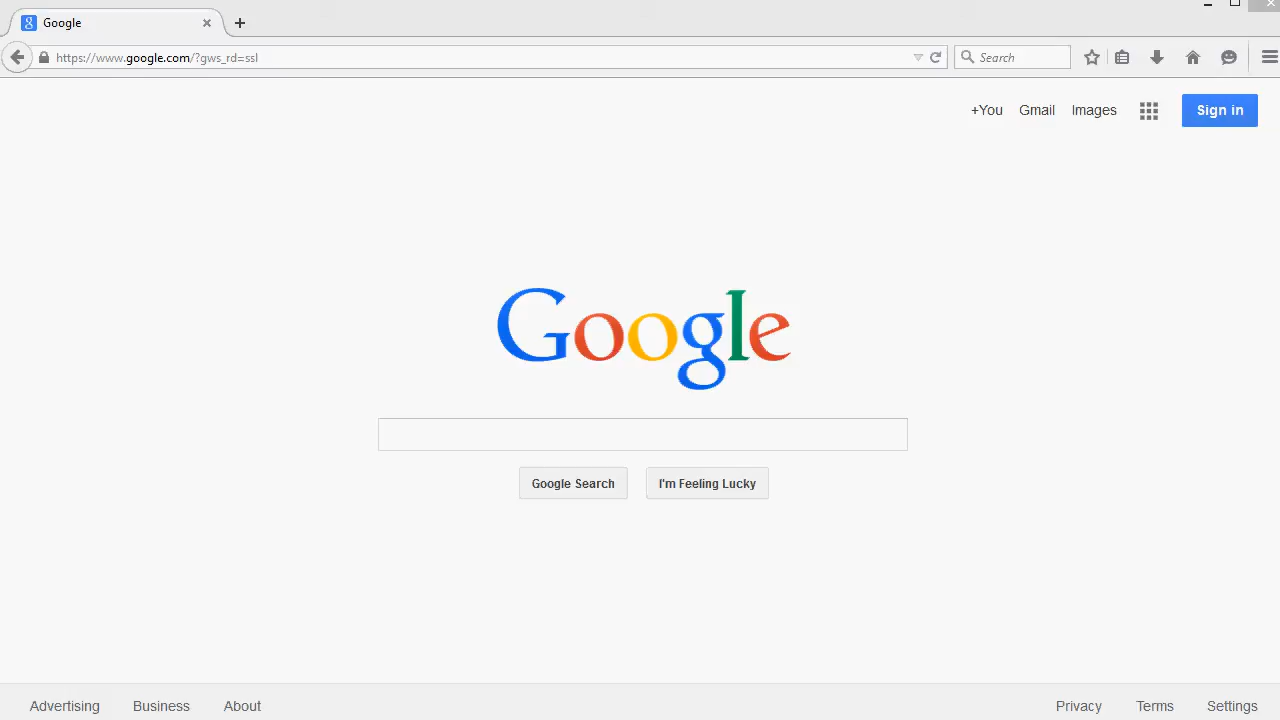 Google
https://www.google.com/?gws_rd=ssl
Search
+You Gmail Images Sign in
Google
Google Search I'm Feeling Lucky
Advertising Business About Privacy Terms Settings